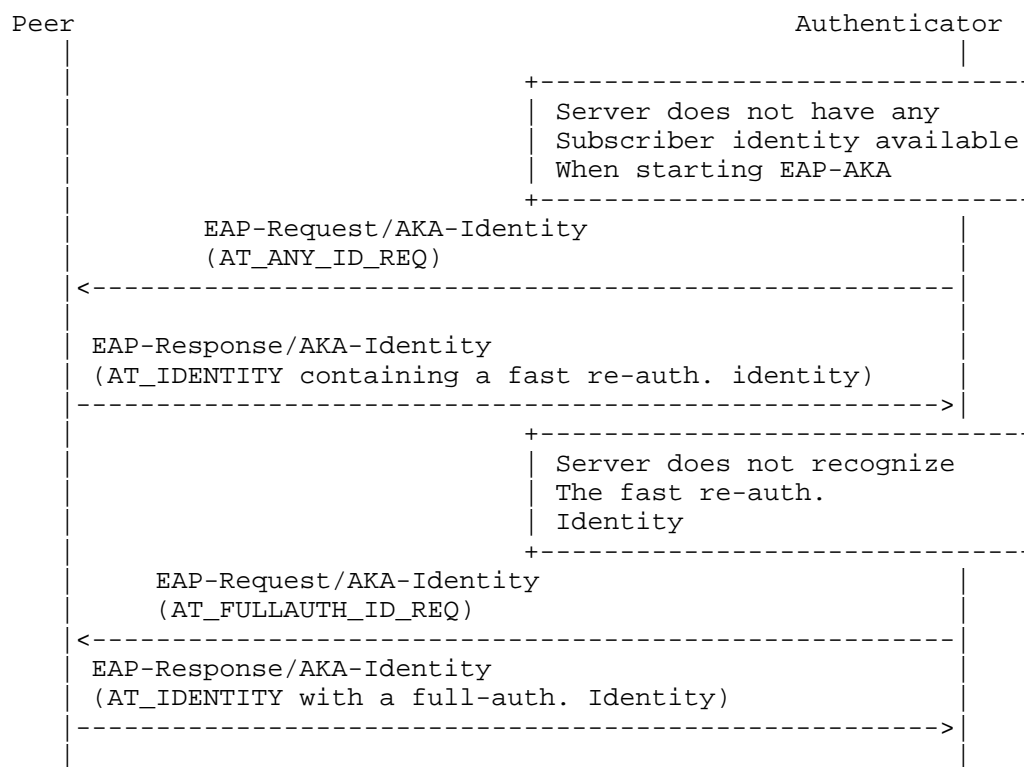 Peer Authenticator
Server does not have any
Subscriber identity available
When starting EAP-AKA
EAP-Request/AKA-Identity
(AT_ANY_ID_REQ)
EAP-Response/AKA-Identity
(AT_IDENTITY containing a fast re-auth. identity)
Server does not recognize
The fast re-auth.
Identity
EAP-Request/AKA-Identity
(AT_FULLAUTH_ID_REQ)
EAP-Response/AKA-Identity
(AT_IDENTITY with a full-auth. Identity)